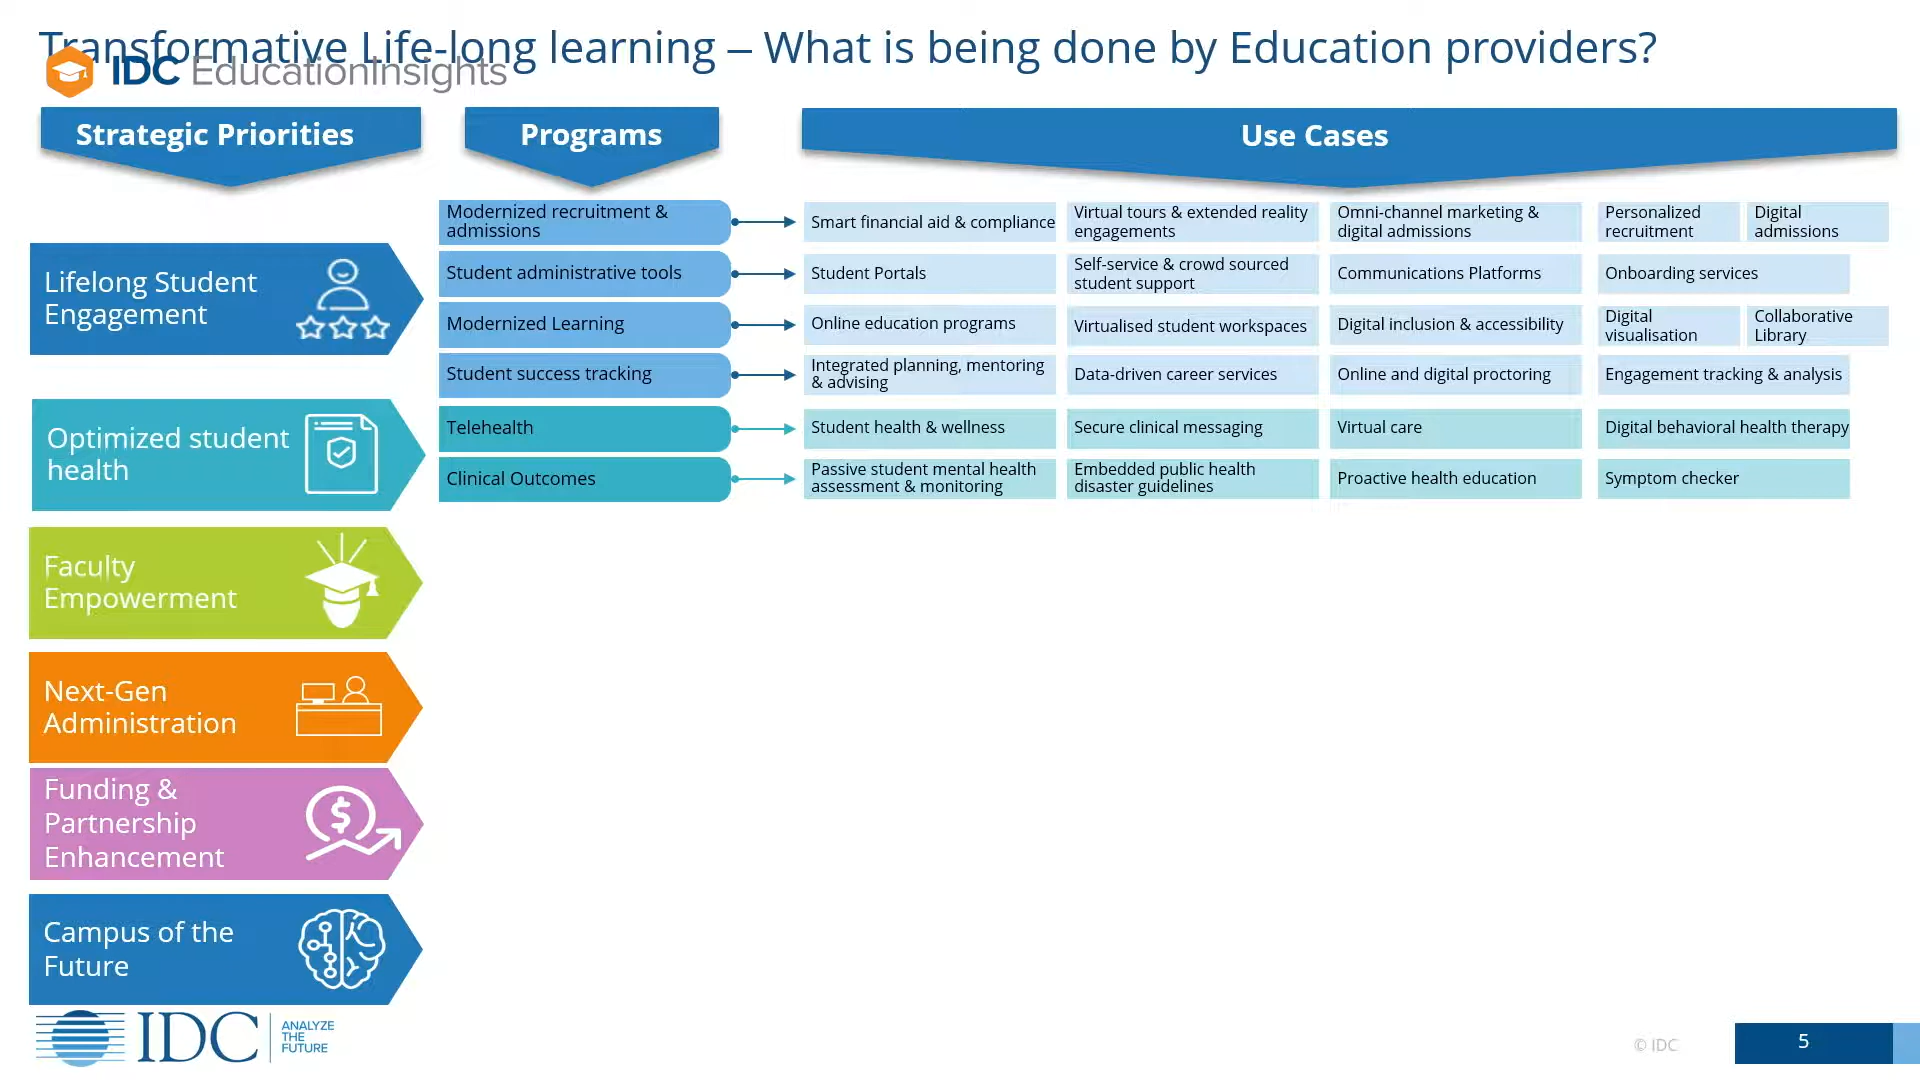 Transformative Life-long learning – What is being done by Education providers?
IDC EducationInsights
Strategic Priorities
Programs
Use Cases
Lifelong Student
Engagement
Modernized recruitment &
admissions
Smart financial aid & compliance
Virtual tours & extended reality
engagements
Omni-channel marketing &
digital admissions
Personalized
recruitment
Digital
admissions
Student administrative tools
Student Portals
Self-service & crowd sourced
student support
Communications Platforms
Onboarding services
Modernized Learning
Online education programs
Virtualised student workspaces
Digital inclusion & accessibility
Digital
visualisation
Collaborative
Library
Student success tracking
Integrated planning, mentoring
& advising
Data-driven career services
Online and digital proctoring
Engagement tracking & analysis
Optimized student
health
Telehealth
Student health & wellness
Secure clinical messaging
Virtual care
Digital behavioral health therapy
Clinical Outcomes
Passive student mental health
assessment & monitoring
Embedded public health
disaster guidelines
Proactive health education
Symptom checker
Faculty
Empowerment
Next-Gen
Administration
Funding &
Partnership
Enhancement
$
Campus of the
Future
IDC
ANALYZE
THE
FUTURE
© IDC
5